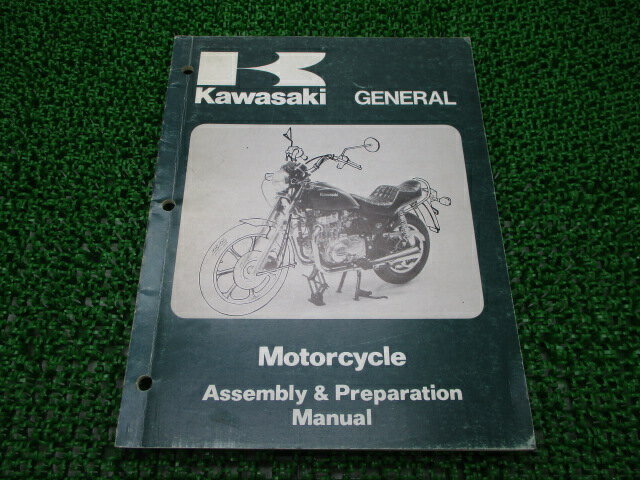 Kawasaki GENERAL
Motorcycle
Assembly & Preparation
Manual